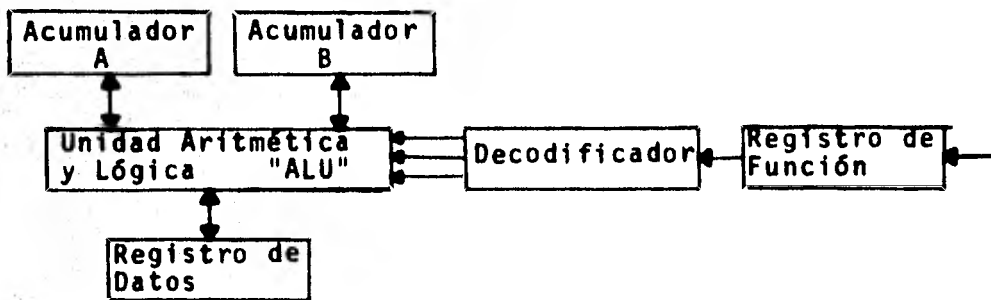 Acumulador
A
Acumulador
B
Unidad Aritmética
y Lógica "ALU"
Decodificador
Registro de
Función
Registro de
Datos